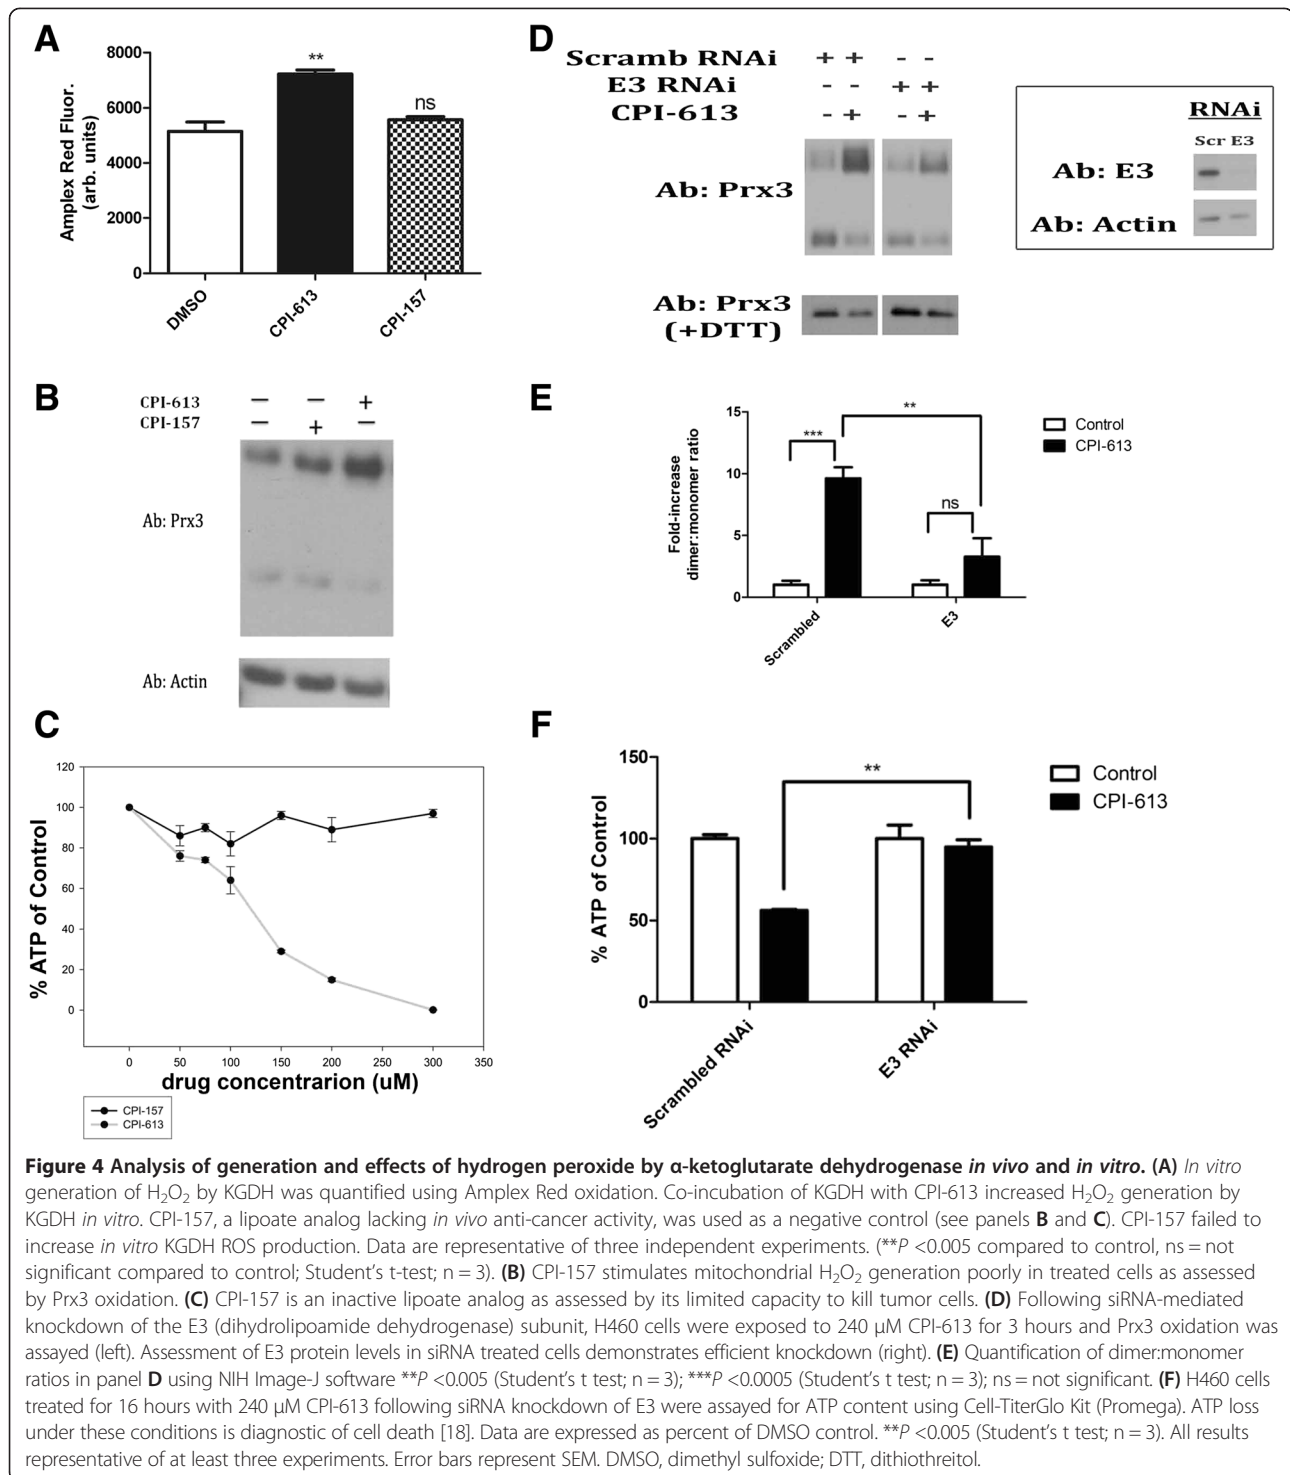 A
8000
6000
4000
2000
0
Amplex Red Fluor.
(arb. units)
**
ns
DMSO
CPI-613
CPI-157
B
CPI-613 — — +
CPI-157 — + —
Ab: Prx3
Ab: Actin
C
120
100
80
60
40
20
0
% ATP of Control
0 50 100 150 200 250 300 350
drug concentrarion (uM)
CPI-157
CPI-613
D
Scramb RNAi + + - -
E3 RNAi - - + +
CPI-613 - + - +
Ab: Prx3
Ab: Prx3
(+DTT)
RNAi
Scr E3
Ab: E3
Ab: Actin
E
15
10
5
0
Fold-increase
dimer:monomer ratio
***
**
ns
Control
CPI-613
Scrambled
E3
F
150
100
50
0
% ATP of Control
**
Control
CPI-613
Scrambled RNAi
E3 RNAi
Figure 4 Analysis of generation and effects of hydrogen peroxide by α-ketoglutarate dehydrogenase in vivo and in vitro. (A) In vitro
generation of H₂O₂ by KGDH was quantified using Amplex Red oxidation. Co-incubation of KGDH with CPI-613 increased H₂O₂ generation by
KGDH in vitro. CPI-157, a lipoate analog lacking in vivo anti-cancer activity, was used as a negative control (see panels B and C). CPI-157 failed to
increase in vitro KGDH ROS production. Data are representative of three independent experiments. (**P <0.005 compared to control, ns = not
significant compared to control; Student's t-test; n = 3). (B) CPI-157 stimulates mitochondrial H₂O₂ generation poorly in treated cells as assessed
by Prx3 oxidation. (C) CPI-157 is an inactive lipoate analog as assessed by its limited capacity to kill tumor cells. (D) Following siRNA-mediated
knockdown of the E3 (dihydrolipoamide dehydrogenase) subunit, H460 cells were exposed to 240 μM CPI-613 for 3 hours and Prx3 oxidation was
assayed (left). Assessment of E3 protein levels in siRNA treated cells demonstrates efficient knockdown (right). (E) Quantification of dimer:monomer
ratios in panel D using NIH Image-J software **P <0.005 (Student's t test; n = 3); ***P <0.0005 (Student's t test; n = 3); ns = not significant. (F) H460 cells
treated for 16 hours with 240 μM CPI-613 following siRNA knockdown of E3 were assayed for ATP content using Cell-TiterGlo Kit (Promega). ATP loss
under these conditions is diagnostic of cell death [18]. Data are expressed as percent of DMSO control. **P <0.005 (Student's t test; n = 3). All results
representative of at least three experiments. Error bars represent SEM. DMSO, dimethyl sulfoxide; DTT, dithiothreitol.